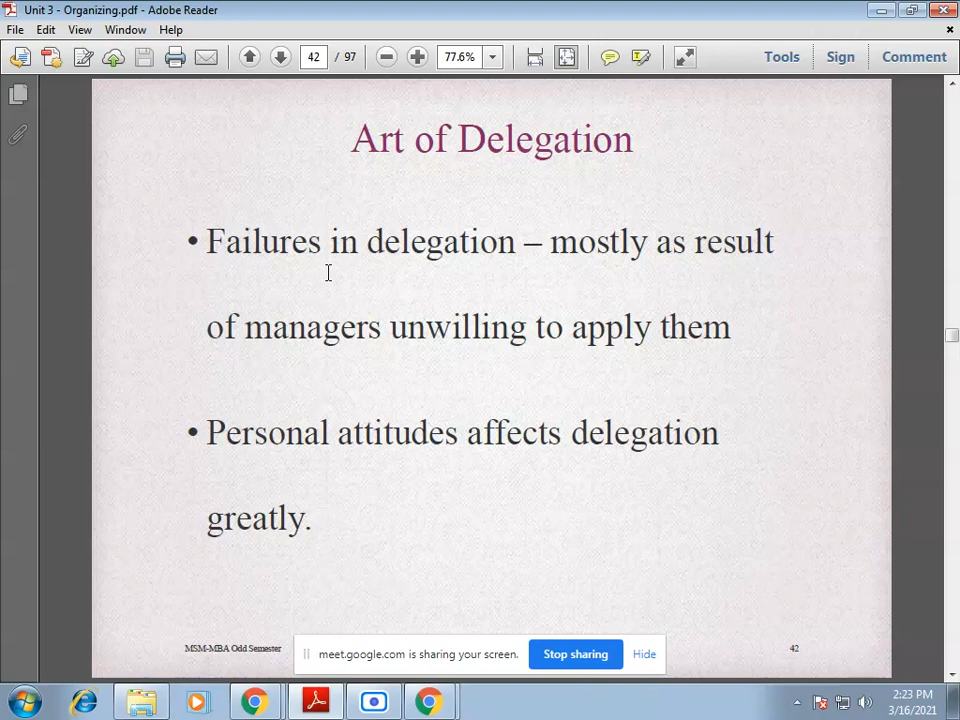 Unit 3 - Organizing.pdf - Adobe Reader
File Edit View Window Help
42 / 97 77.6% Tools Sign Comment
Art of Delegation
• Failures in delegation – mostly as result
of managers unwilling to apply them
• Personal attitudes affects delegation
greatly.
MSM-MBA Odd Semester
42
meet.google.com is sharing your screen. Stop sharing Hide
2:23 PM
3/16/2021